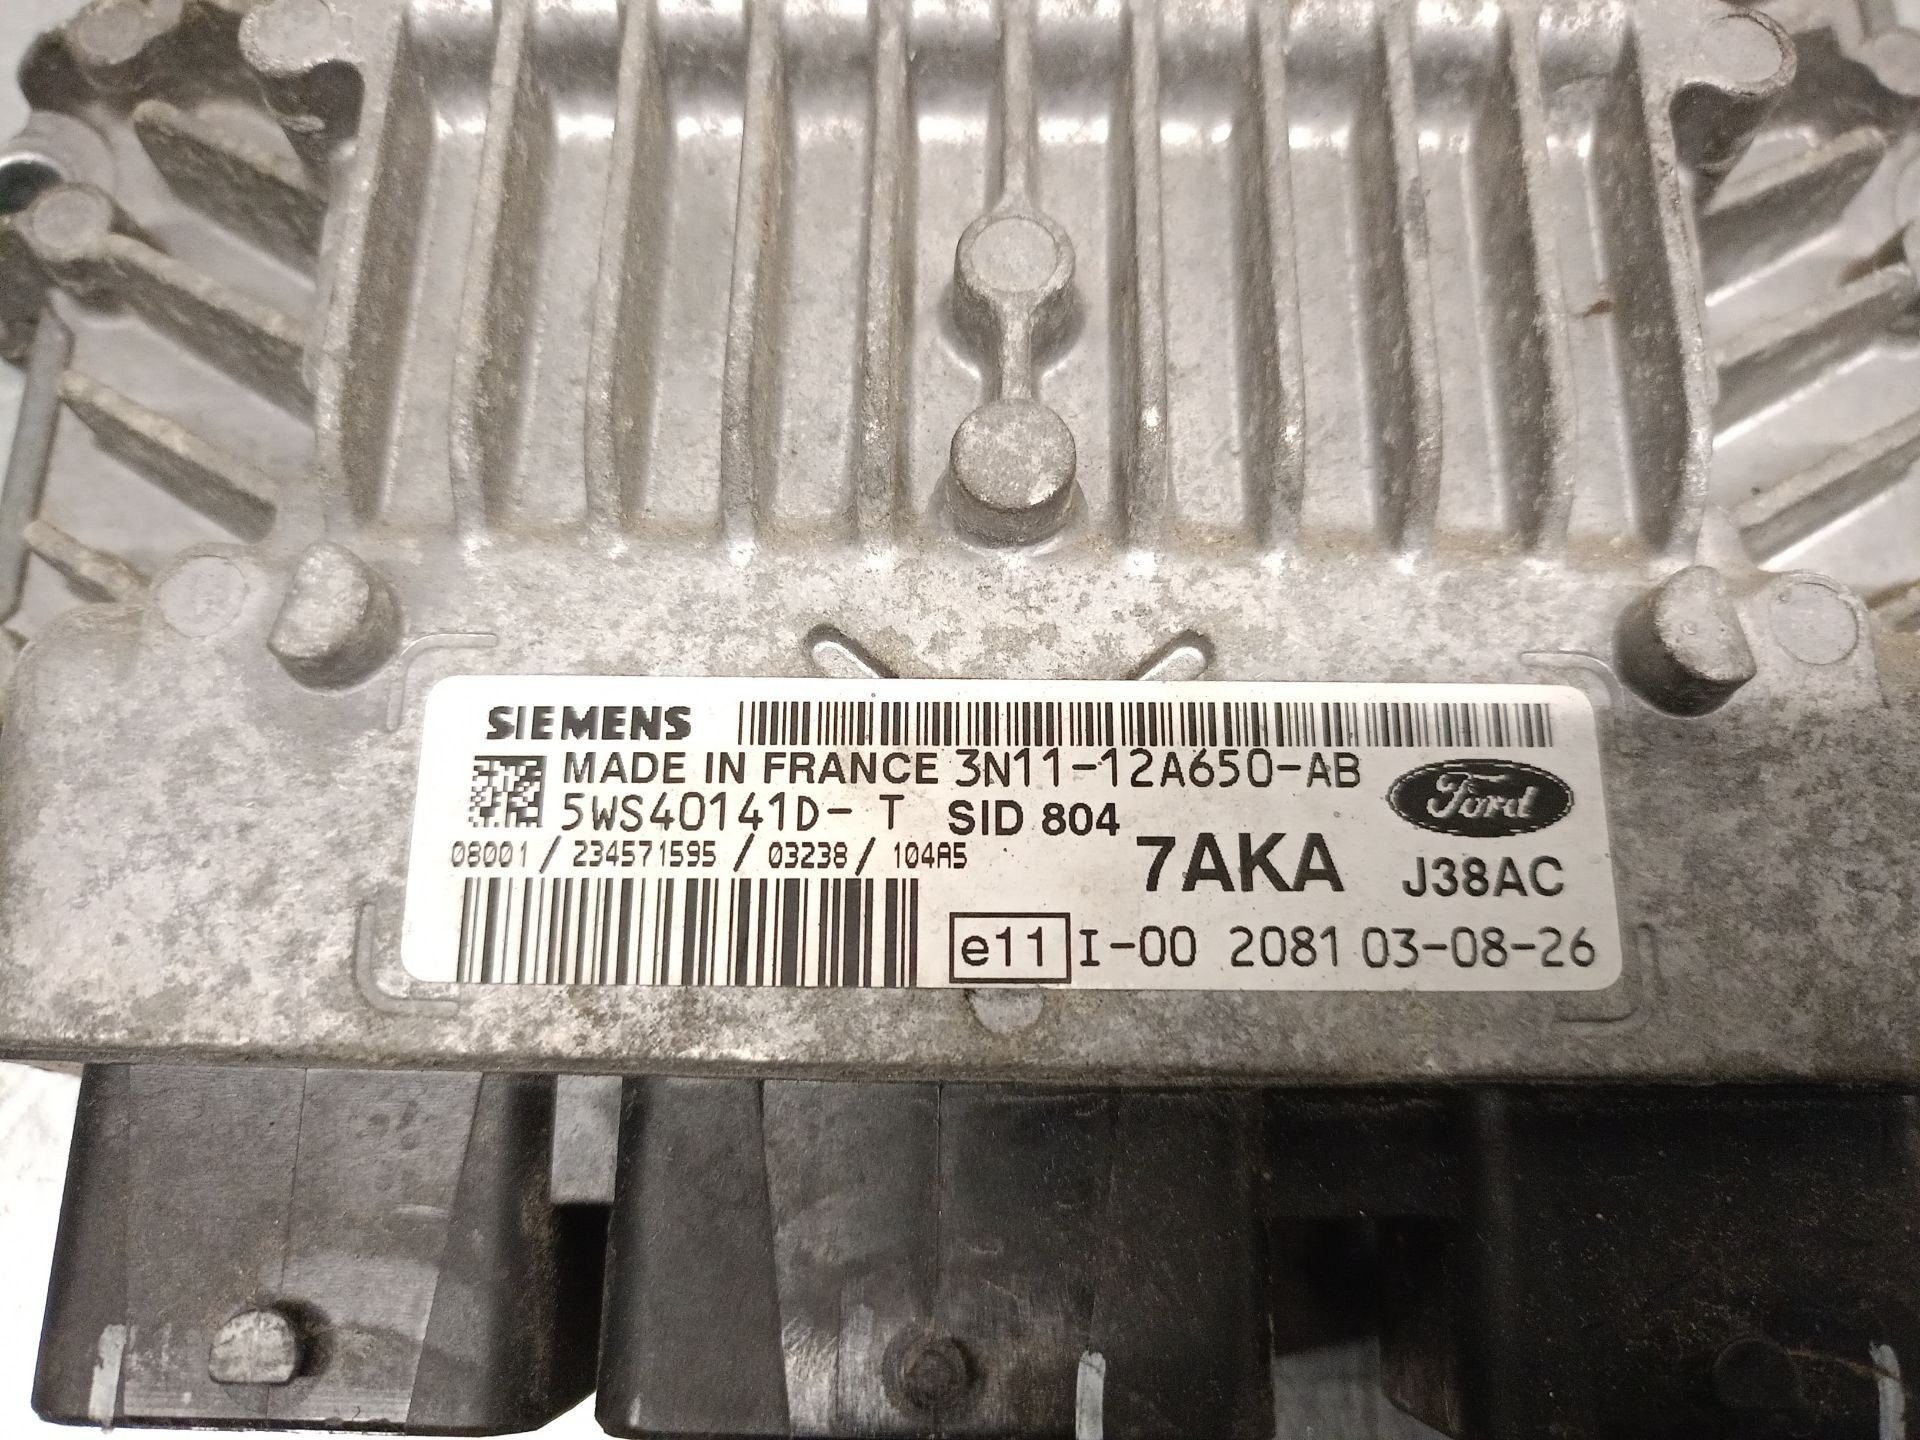 SIEMENS
MADE IN FRANCE 3N11-12A650-AB
Ford
5WS40141D- T SID 804
08001 / 234571595 / 03238 / 104A5
7AKA J38AC
e11 I-00 2081 03-08-26